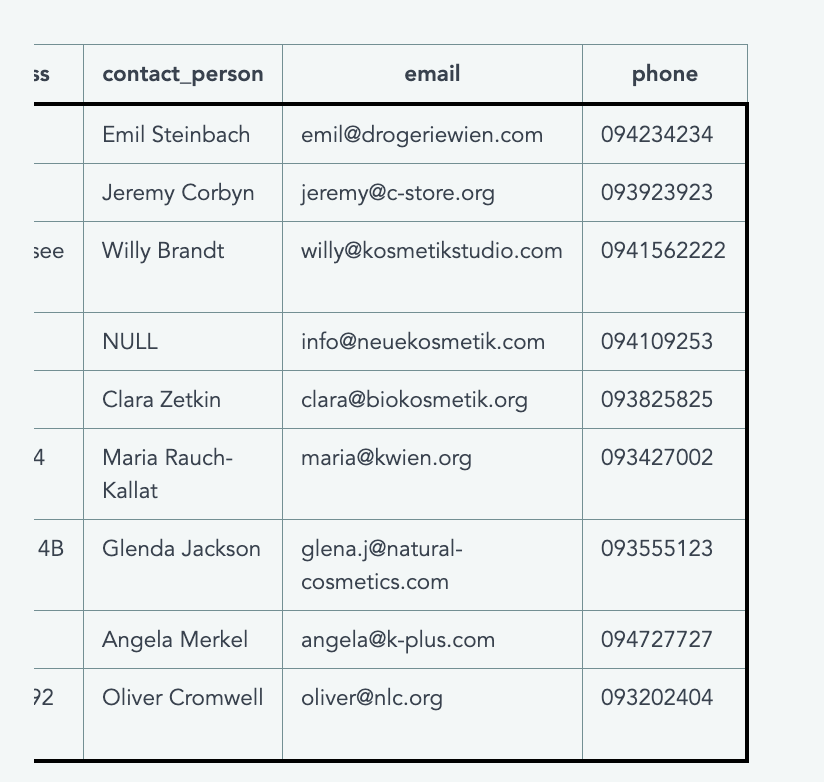 ss contact_person email phone
Emil Steinbach emil@drogeriewien.com 094234234
Jeremy Corbyn jeremy@c-store.org 093923923
see Willy Brandt willy@kosmetikstudio.com 0941562222
NULL info@neuekosmetik.com 094109253
Clara Zetkin clara@biokosmetik.org 093825825
4 Maria Rauch- maria@kwien.org 093427002
Kallat
4B Glenda Jackson glena.j@natural- 093555123
cosmetics.com
Angela Merkel angela@k-plus.com 094727727
92 Oliver Cromwell oliver@nlc.org 093202404